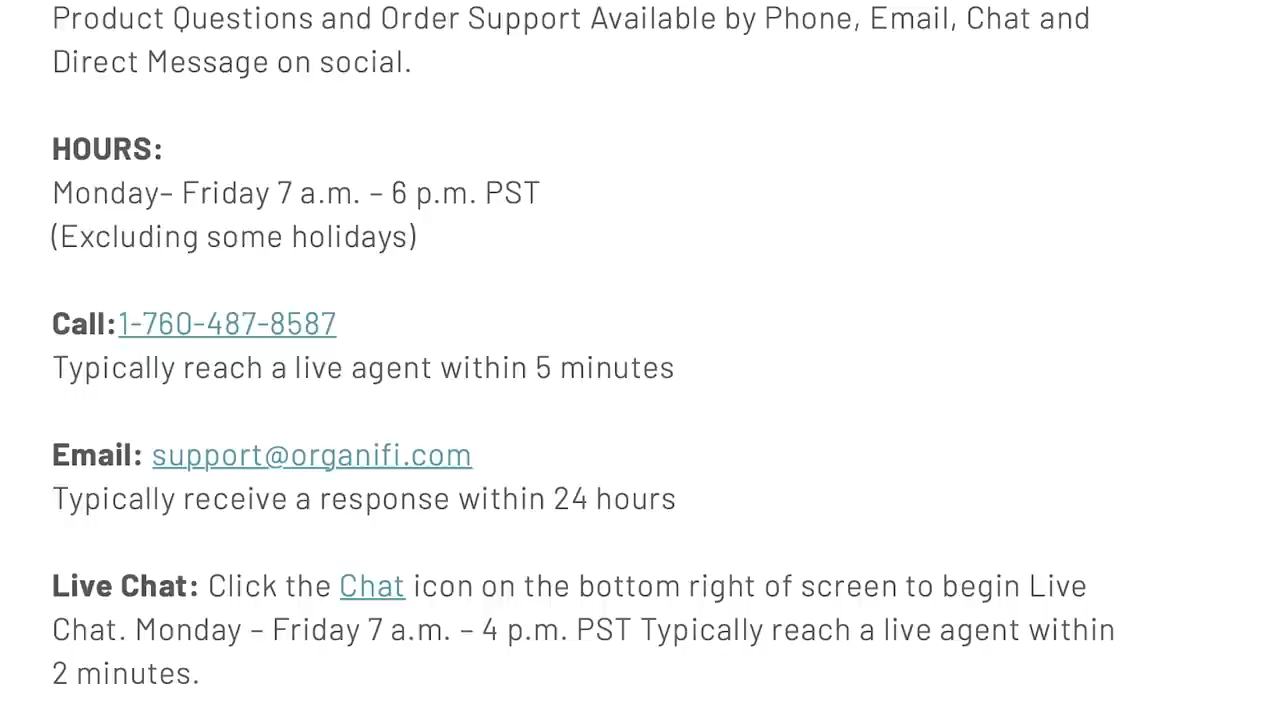 Product Questions and Order Support Available by Phone, Email, Chat and
Direct Message on social.
HOURS:
Monday– Friday 7 a.m. – 6 p.m. PST
(Excluding some holidays)
Call:1-760-487-8587
Typically reach a live agent within 5 minutes
Email: support@organifi.com
Typically receive a response within 24 hours
Live Chat: Click the Chat icon on the bottom right of screen to begin Live
Chat. Monday – Friday 7 a.m. – 4 p.m. PST Typically reach a live agent within
2 minutes.